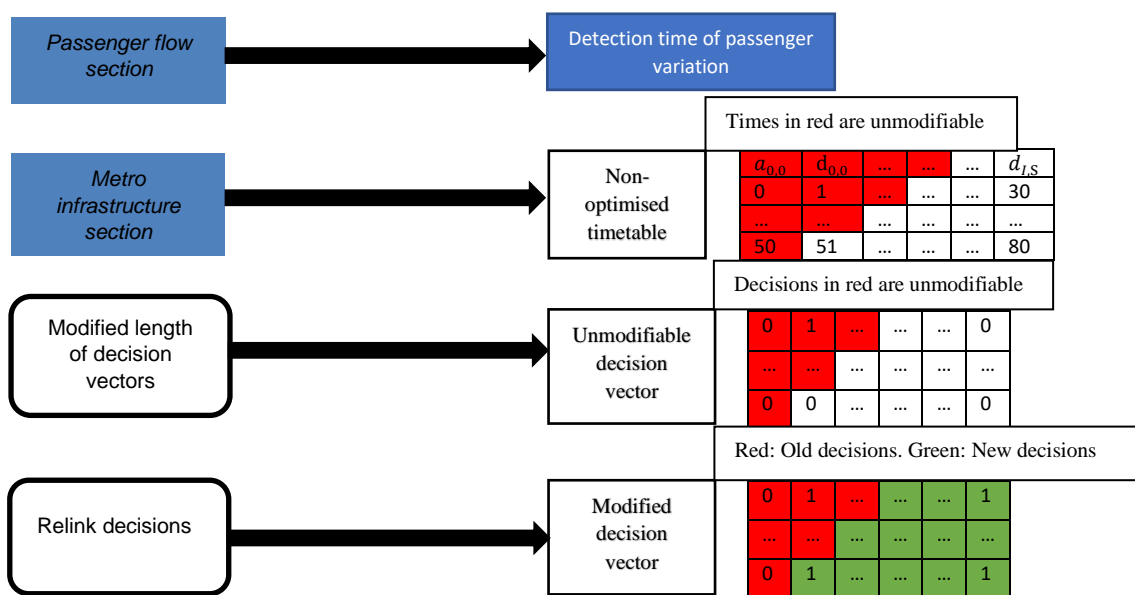 Passenger flow
section
Detection time of passenger
variation
Times in red are unmodifiable
Metro
infrastructure
section
Non-
optimised
timetable
a0,0 d0,0 ... ... ... dI,S
0 1 ... ... ... 30
... ... ... ... ... ...
50 51 ... ... ... 80
Decisions in red are unmodifiable
Modified length
of decision
vectors
Unmodifiable
decision
vector
0 1 ... ... ... 0
... ... ... ... ... ...
0 0 ... ... ... 0
Red: Old decisions. Green: New decisions
Relink decisions
Modified
decision
vector
0 1 ... ... ... 1
... ... ... ... ... ...
0 1 ... ... ... 1